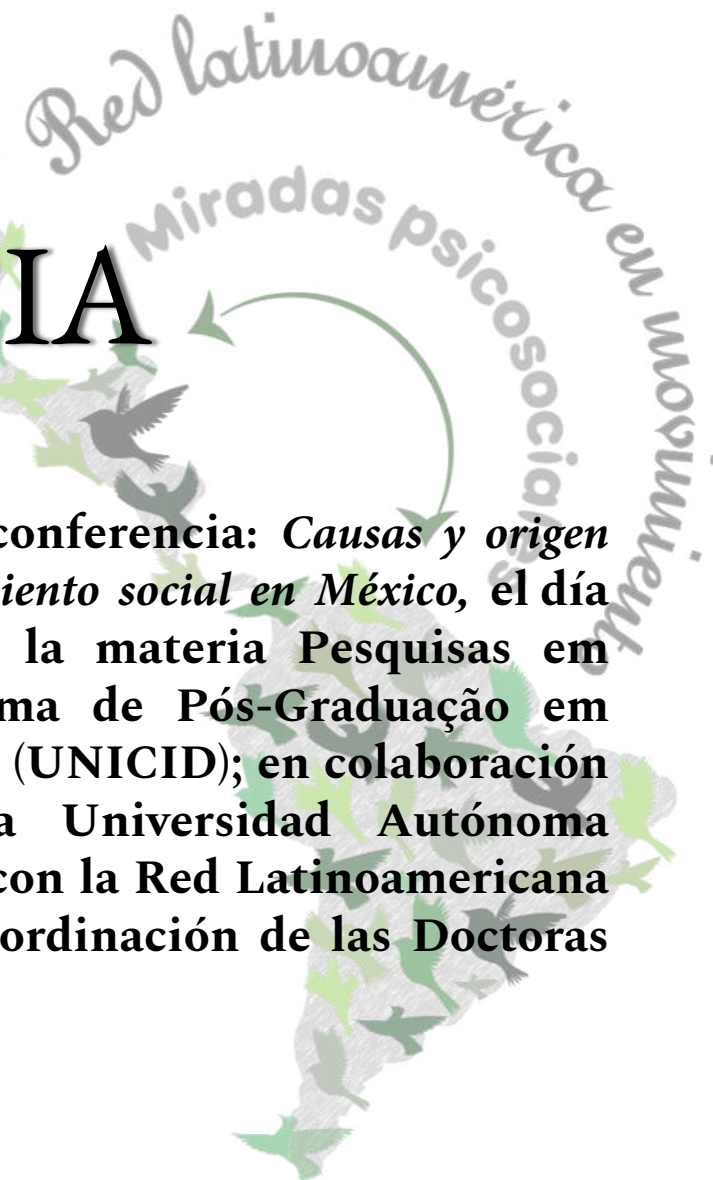 Red latinoamérica en movimiento
Miradas psicosociales
IA
conferencia: Causas y origen
iento social en México, el día
la materia Pesquisas em
ma de Pós-Graduação em
(UNICID); en colaboración
a Universidad Autónoma
con la Red Latinoamericana
ordinación de las Doctoras